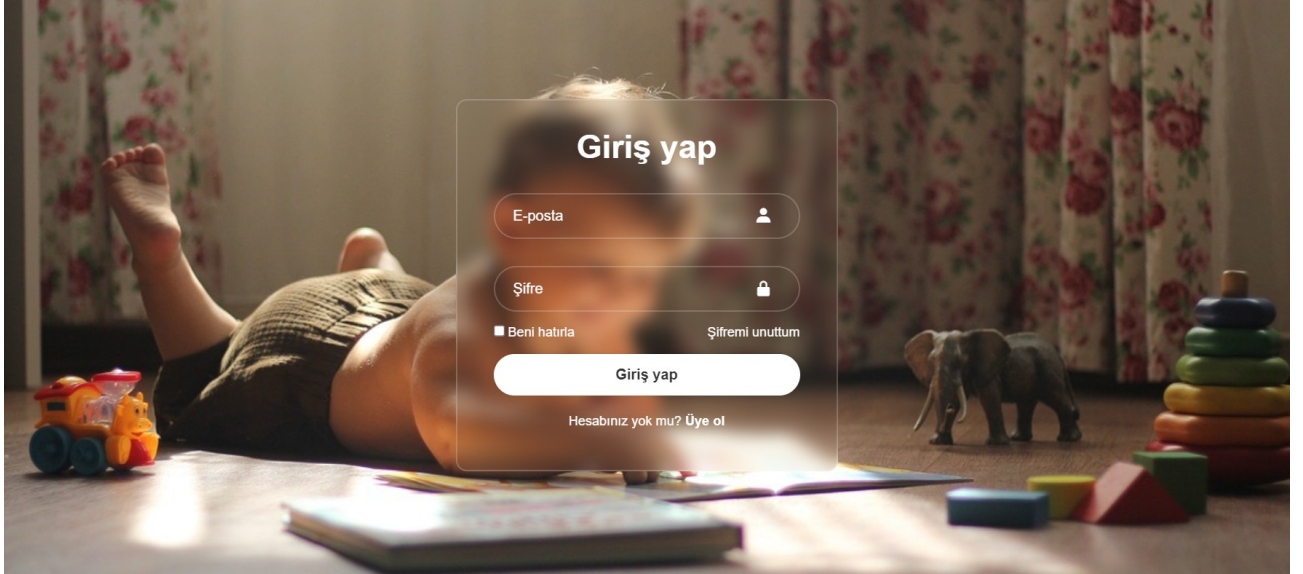 Giriş yap
E-posta
Şifre
Beni hatırla Şifremi unuttum
Giriş yap
Hesabınız yok mu? Üye ol